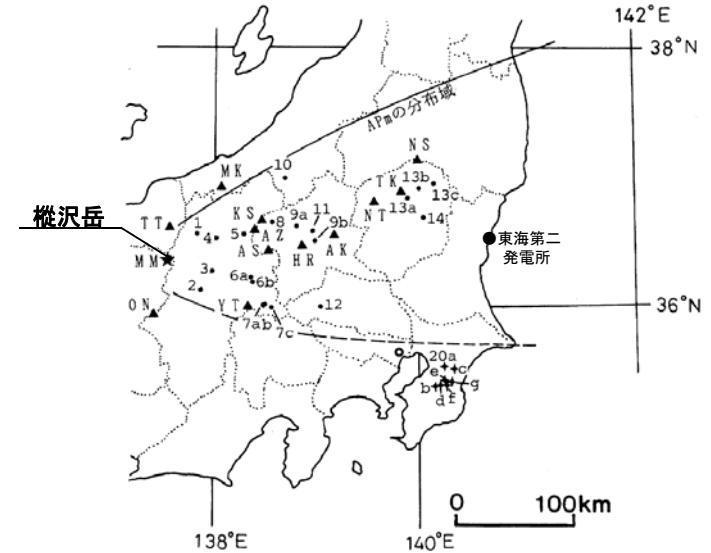 142°E
38°N
APmの分布域
NS
MK
10
TK
13b
13c
13a
NT
14
TT
樅沢岳
1
4
KS
5
8
AZ
AS
9a
11
9b
HR
AK
MM
東海第二
発電所
3
6a
6b
2
ON
YT
7ab
7c
12
36°N
20a
c
e
b
g
d
f
0
100km
138°E
140°E